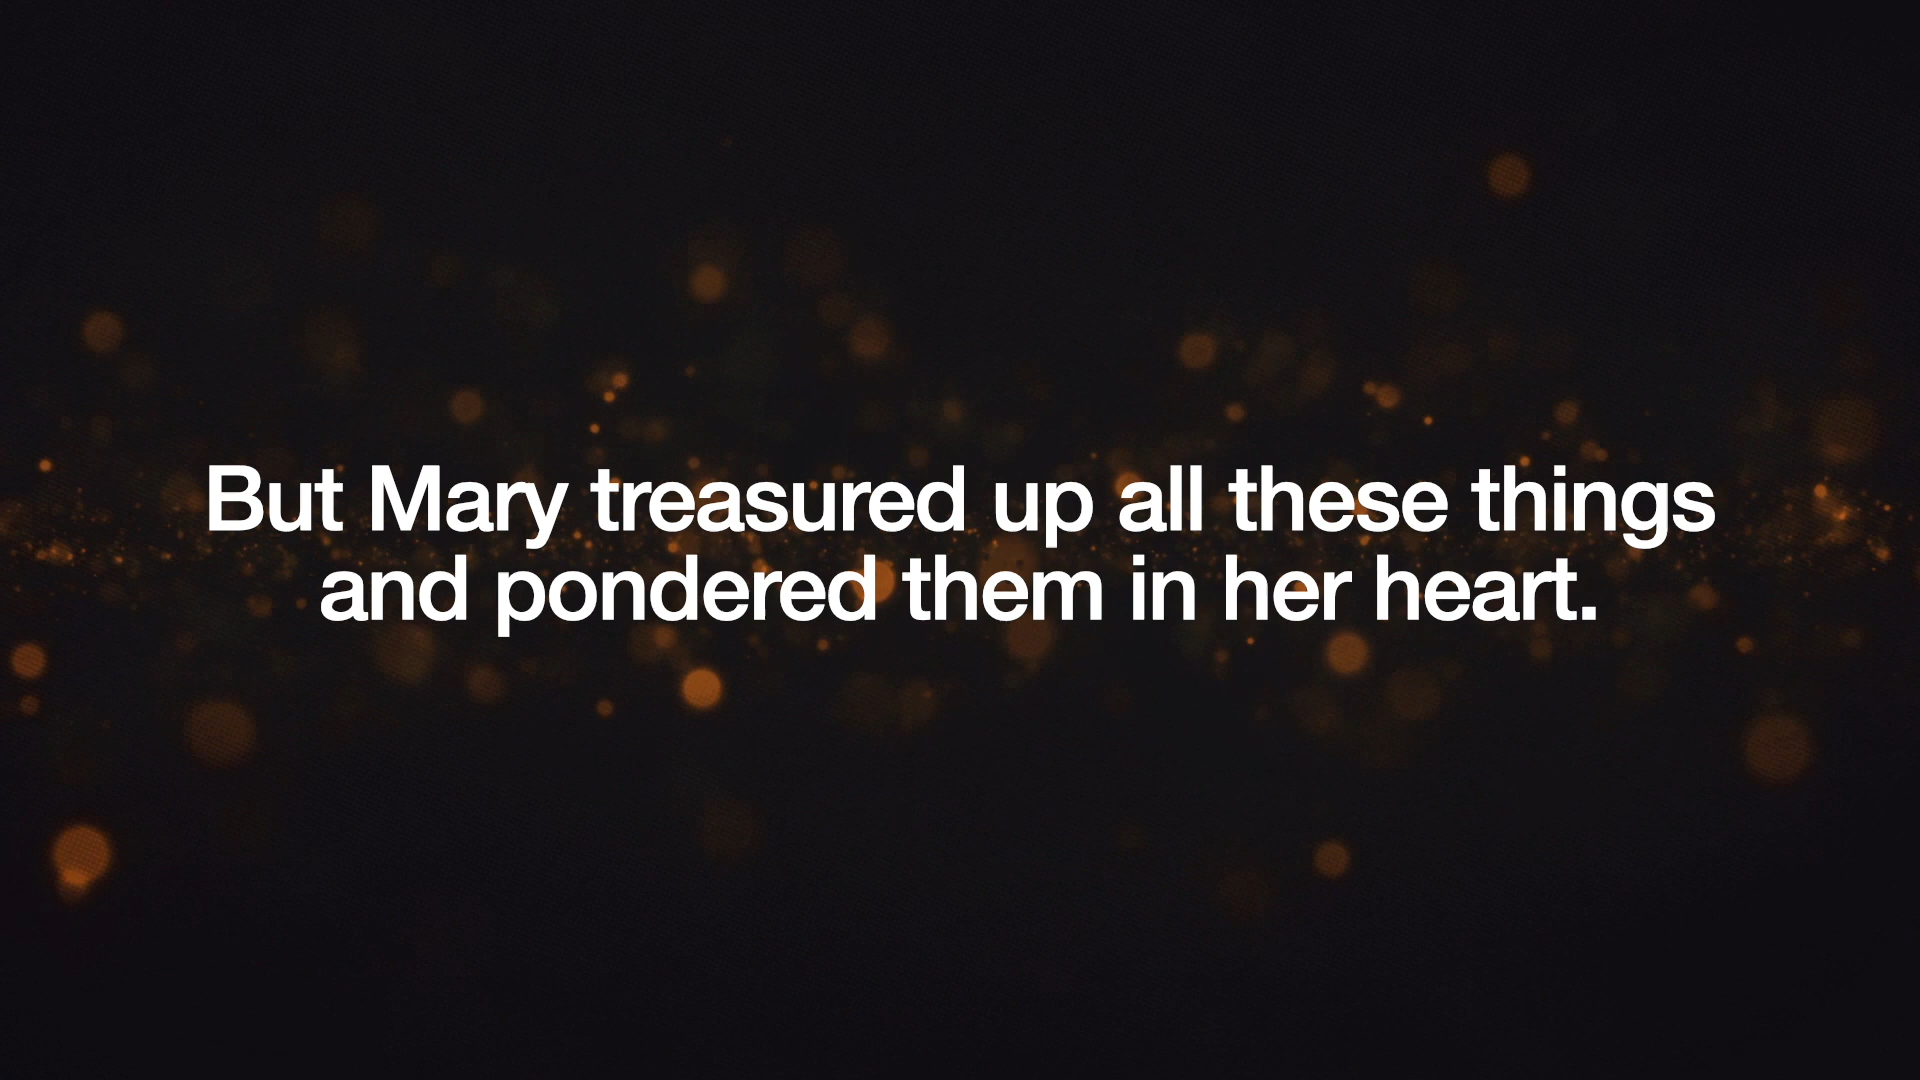 But Mary treasured up all these things
and pondered them in her heart.